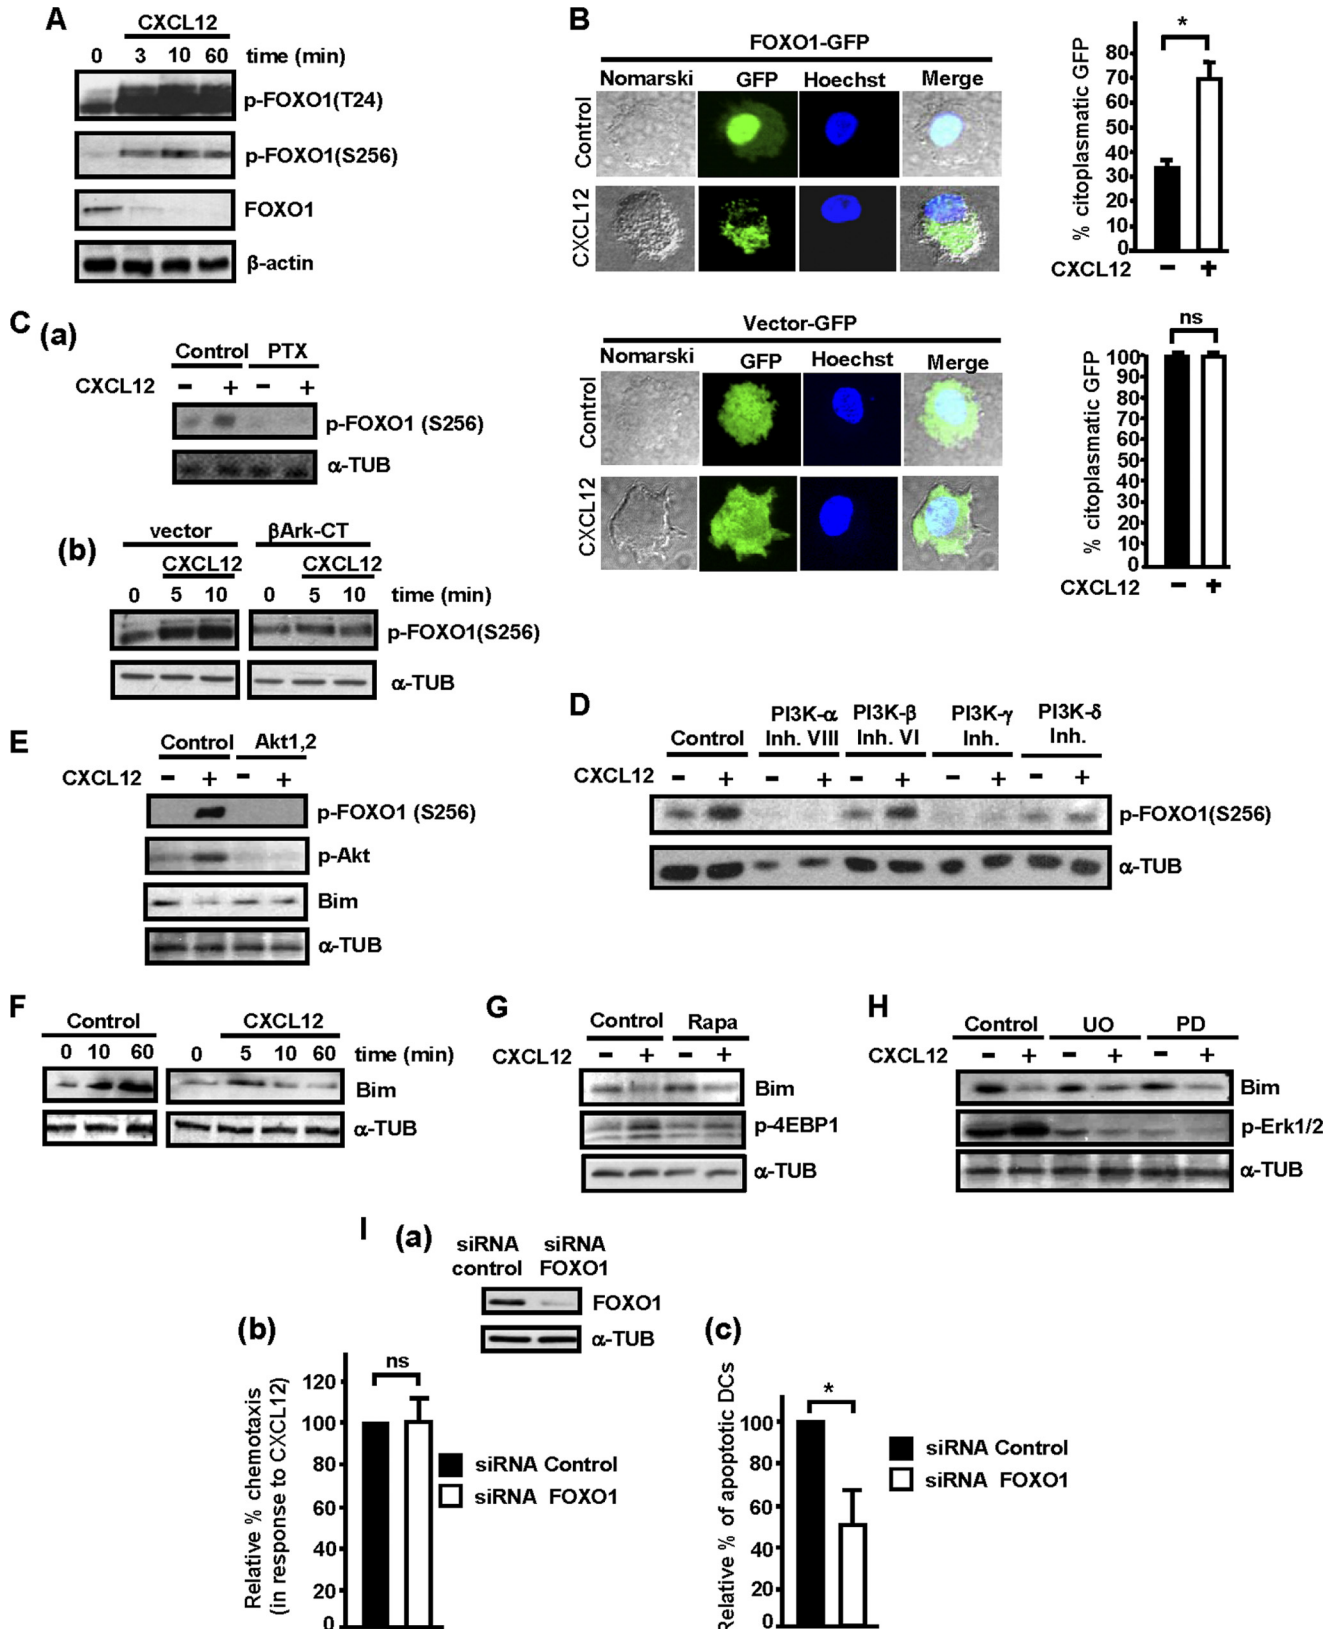 A
CXCL12
0 3 10 60 time (min)
p-FOXO1(T24)
p-FOXO1(S256)
FOXO1
β-actin
B
FOXO1-GFP
Nomarski GFP Hoechst Merge
Control
CXCL12
% citoplasmatic GFP
80
70
60
50
40
30
20
10
0
*
CXCL12 − +
Vector-GFP
Nomarski GFP Hoechst Merge
Control
CXCL12
% citoplasmatic GFP
100
90
80
70
60
50
40
30
20
10
0
ns
CXCL12 − +
C
(a)
Control PTX
CXCL12 − + − +
p-FOXO1 (S256)
α-TUB
(b)
vector βArk-CT
CXCL12 CXCL12
0 5 10 0 5 10 time (min)
p-FOXO1(S256)
α-TUB
D
Control PI3K-α Inh. VIII PI3K-β Inh. VI PI3K-γ Inh. PI3K-δ Inh.
CXCL12 − + − + − + − + − +
p-FOXO1(S256)
α-TUB
E
Control Akt1,2
CXCL12 − + − +
p-FOXO1 (S256)
p-Akt
Bim
α-TUB
F
Control CXCL12
0 10 60 0 5 10 60 time (min)
Bim
α-TUB
G
Control Rapa
CXCL12 − + − +
Bim
p-4EBP1
α-TUB
H
Control UO PD
CXCL12 − + − + − +
Bim
p-Erk1/2
α-TUB
I
(a)
siRNA siRNA
control FOXO1
FOXO1
α-TUB
(b)
Relative % chemotaxis
(in response to CXCL12)
120
100
80
60
40
20
0
ns
siRNA Control
siRNA FOXO1
(c)
Relative % of apoptotic DCs
100
80
60
40
20
0
*
siRNA Control
siRNA FOXO1